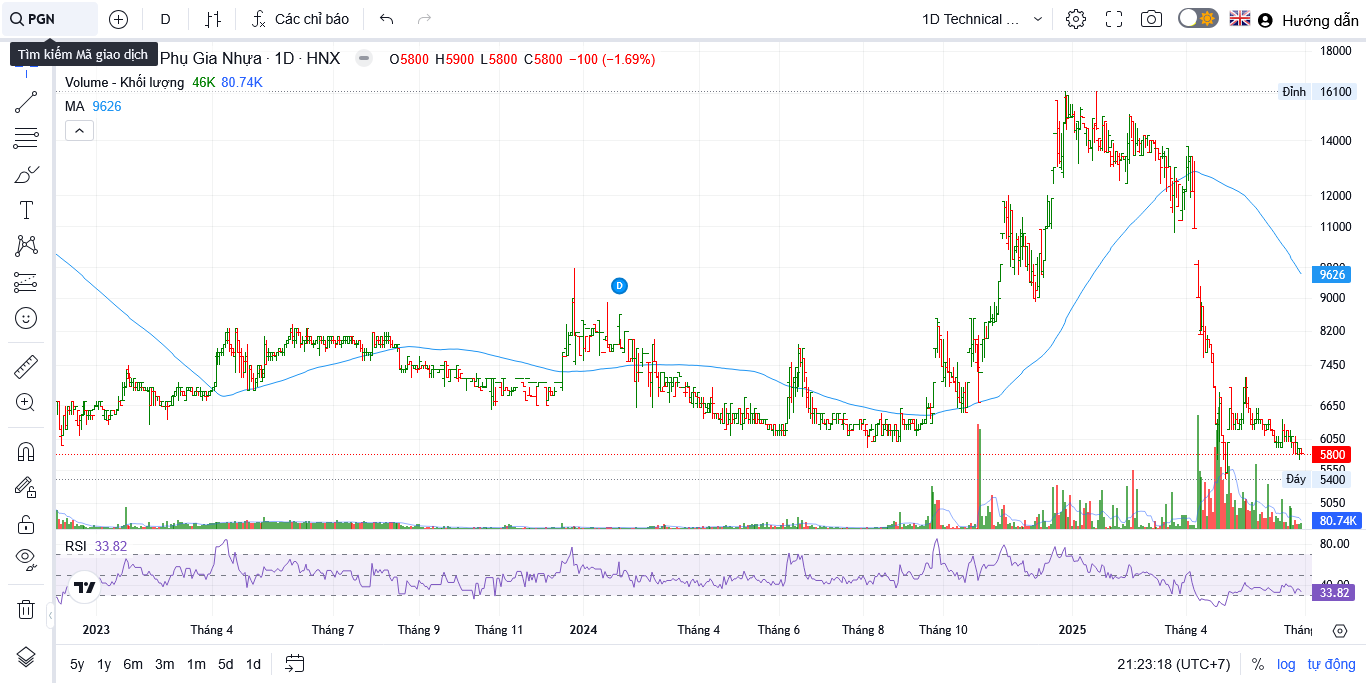 PGN
D
Các chỉ báo
1D Technical ...
Hướng dẫn
Tìm kiếm Mã giao dịch
Phụ Gia Nhựa · 1D · HNX
O5800 H5900 L5800 C5800 −100 (−1.69%)
Volume - Khối lượng 46K 80.74K
MA 9626
18000
Đỉnh 16100
14000
12000
11000
9626
9000
8200
7450
6650
6050
5800
5550
Đáy 5400
5050
80.74K
D
RSI 33.82
80.00
40.00
33.82
2023 Tháng 4 Tháng 7 Tháng 9 Tháng 11 2024 Tháng 4 Tháng 6 Tháng 8 Tháng 10 2025 Tháng 4 Thán
5y 1y 6m 3m 1m 5d 1d
21:23:18 (UTC+7) % log tự động